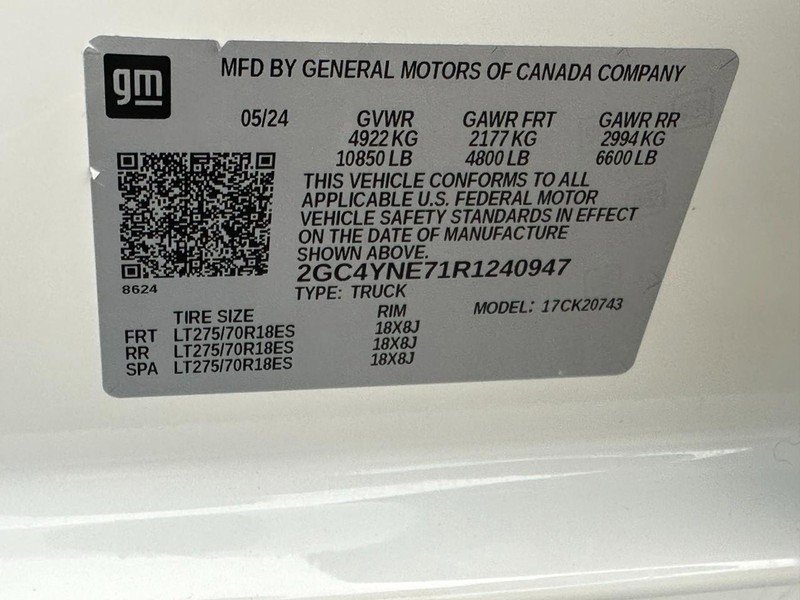 gm
MFD BY GENERAL MOTORS OF CANADA COMPANY
05/24 GVWR GAWR FRT GAWR RR
4922 KG 2177 KG 2994 KG
10850 LB 4800 LB 6600 LB
THIS VEHICLE CONFORMS TO ALL
APPLICABLE U.S. FEDERAL MOTOR
VEHICLE SAFETY STANDARDS IN EFFECT
ON THE DATE OF MANUFACTURE
SHOWN ABOVE.
2GC4YNE71R1240947
8624
TYPE: TRUCK
MODEL: 17CK20743
TIRE SIZE RIM
FRT LT275/70R18ES 18X8J
RR LT275/70R18ES 18X8J
SPA LT275/70R18ES 18X8J